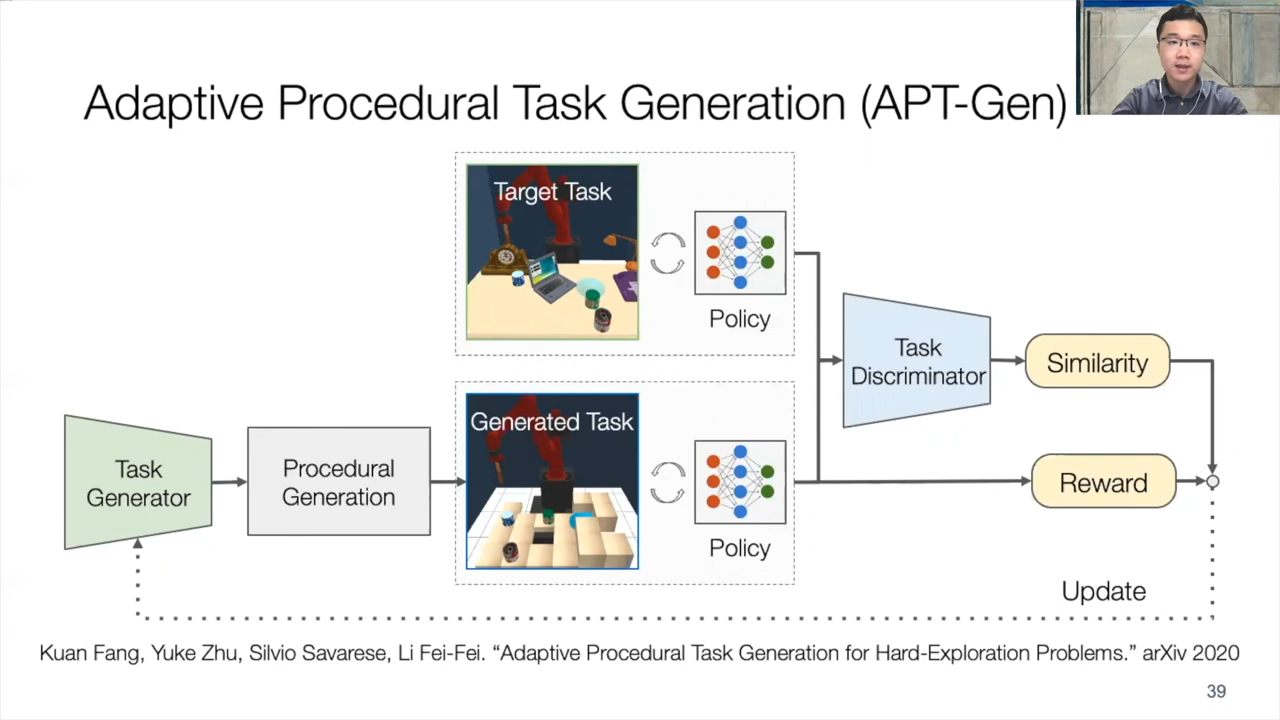 Adaptive Procedural Task Generation (APT-Gen)
Target Task
Policy
Task
Discriminator
Similarity
Generated Task
Task
Generator
Procedural
Generation
Reward
Policy
Update
Kuan Fang, Yuke Zhu, Silvio Savarese, Li Fei-Fei. “Adaptive Procedural Task Generation for Hard-Exploration Problems.” arXiv 2020
39